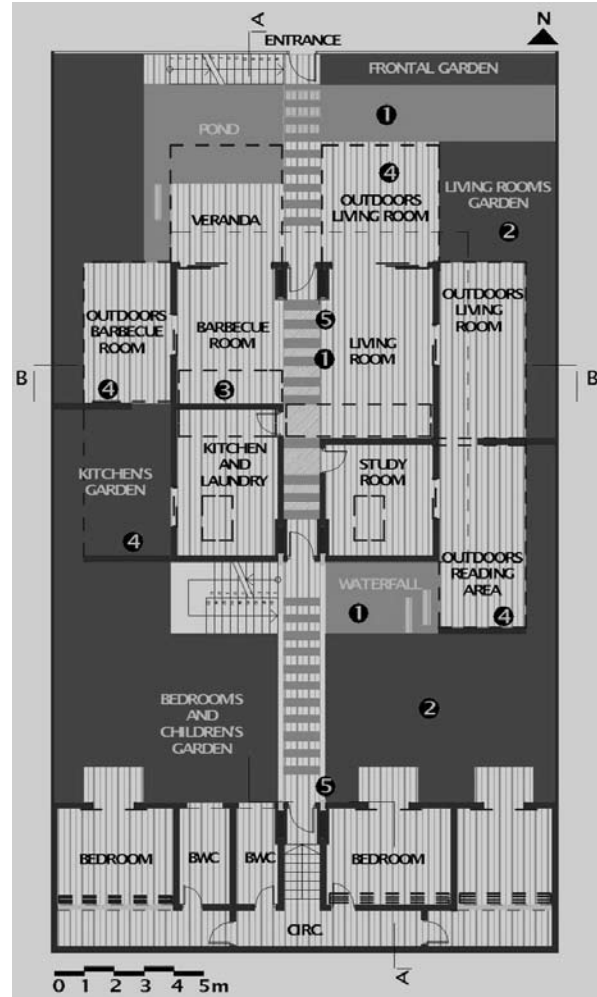 A
N
ENTRANCE
FRONTAL GARDEN
1
POND
4
OUTDOORS
LIVING ROOM
LIVING ROOM'S
GARDEN
2
VERANDA
OUTDOORS
BARBECUE
ROOM
4
BARBECUE
ROOM
3
5
1
LIVING
ROOM
OUTDOORS
LIVING
ROOM
B
B
KITCHEN'S
GARDEN
4
KITCHEN
AND
LAUNDRY
STUDY
ROOM
OUTDOORS
READING
AREA
4
WATERFALL
1
BEDROOMS
AND
CHILDREN'S
GARDEN
2
5
BEDROOM
BWC
BWC
BEDROOM
CIRC.
A
0 1 2 3 4 5m